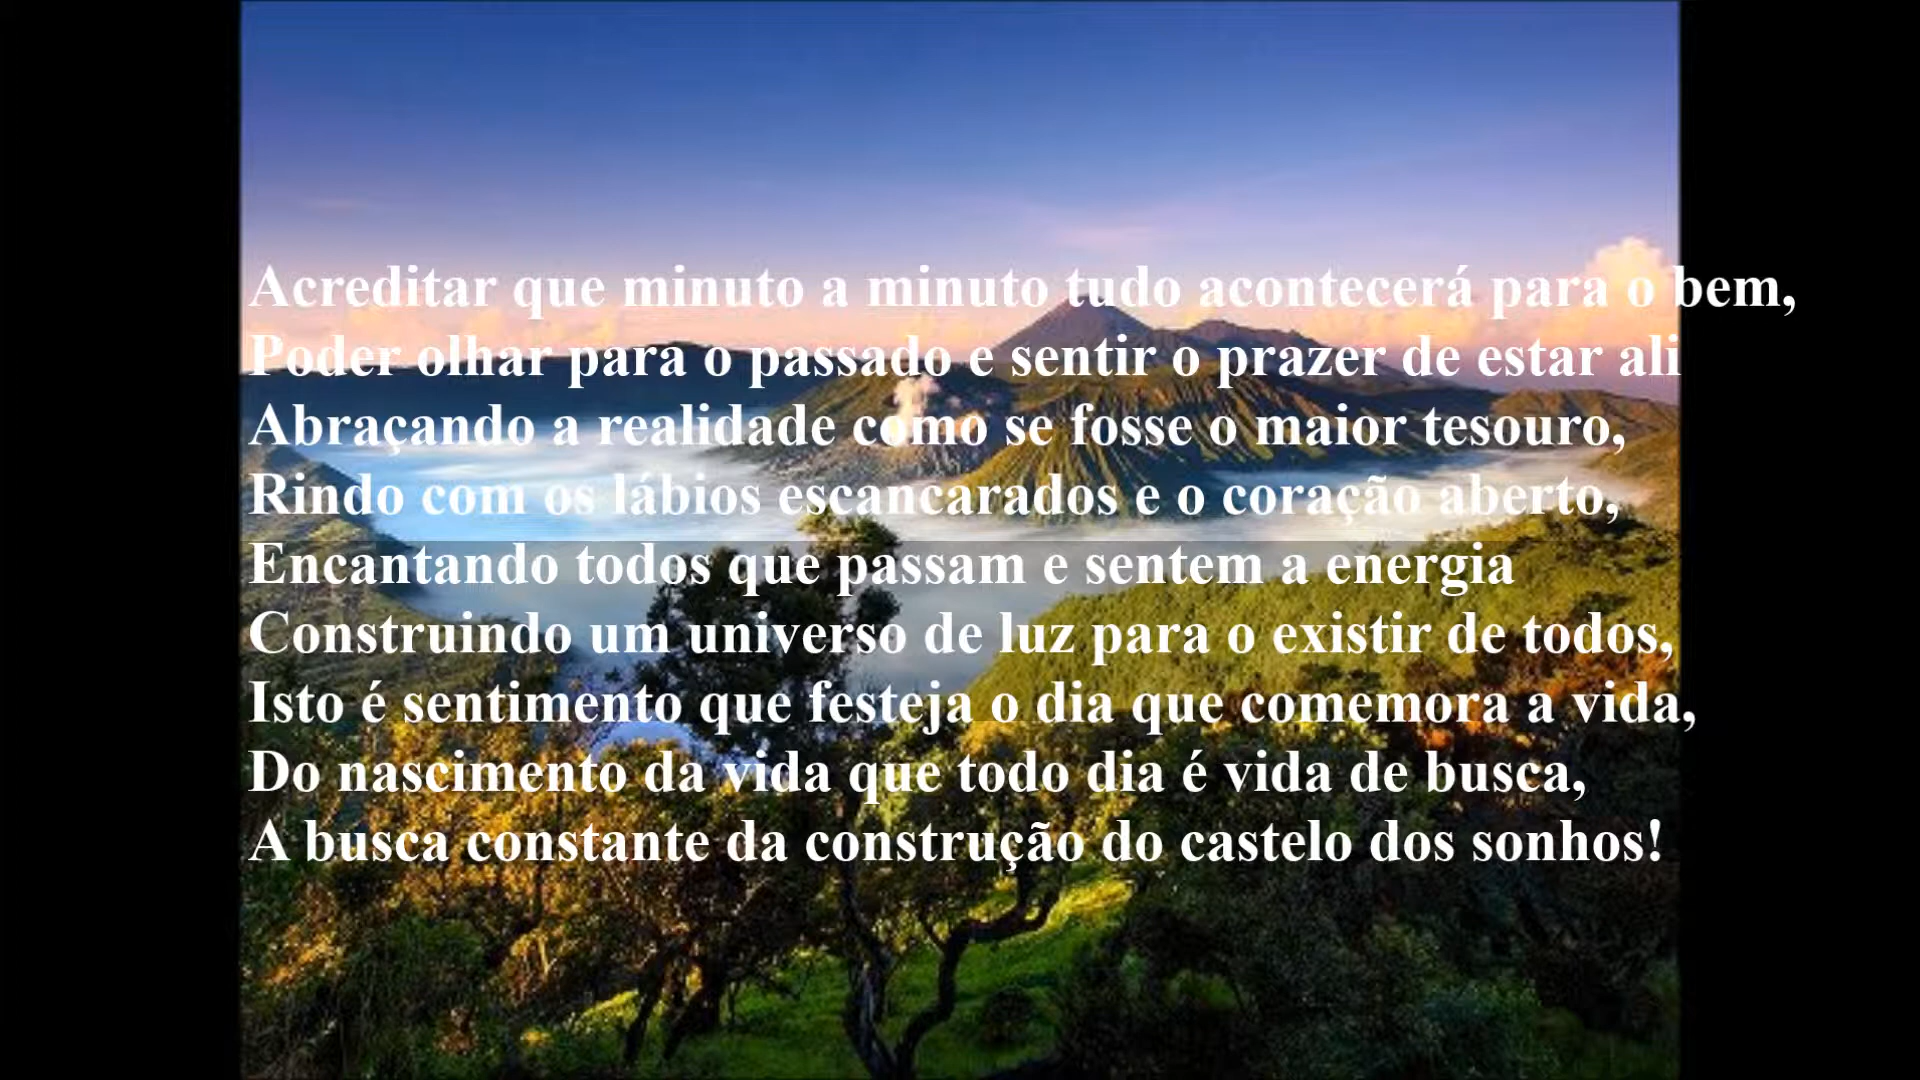 Acreditar que minuto a minuto tudo acontecerá para o bem,
Poder olhar para o passado e sentir o prazer de estar ali
Abraçando a realidade como se fosse o maior tesouro,
Rindo com os lábios escancarados e o coração aberto,
Encantando todos que passam e sentem a energia
Construindo um universo de luz para o existir de todos,
Isto é sentimento que festeja o dia que comemora a vida,
Do nascimento da vida que todo dia é vida de busca,
A busca constante da construção do castelo dos sonhos!